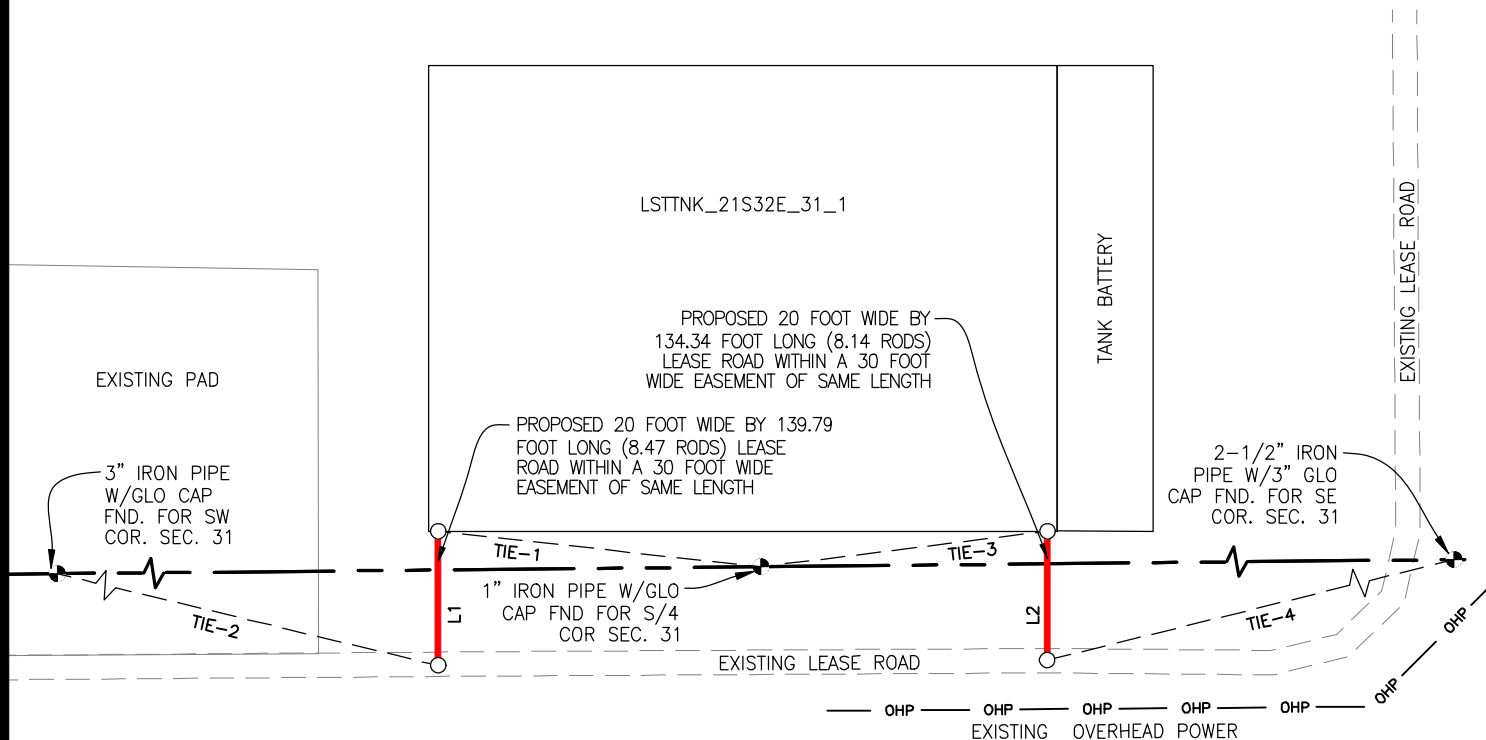 LSTTNK_21S32E_31_1
TANK BATTERY
EXISTING LEASE ROAD
EXISTING PAD
PROPOSED 20 FOOT WIDE BY
134.34 FOOT LONG (8.14 RODS)
LEASE ROAD WITHIN A 30 FOOT
WIDE EASEMENT OF SAME LENGTH
PROPOSED 20 FOOT WIDE BY 139.79
FOOT LONG (8.47 RODS) LEASE
ROAD WITHIN A 30 FOOT WIDE
EASEMENT OF SAME LENGTH
3" IRON PIPE
W/GLO CAP
FND. FOR SW
COR. SEC. 31
2-1/2" IRON
PIPE W/3" GLO
CAP FND. FOR SE
COR. SEC. 31
TIE-1
TIE-3
1" IRON PIPE W/GLO
CAP FND FOR S/4
COR SEC. 31
L1
L2
TIE-2
TIE-4
EXISTING LEASE ROAD
OHP
OHP
OHP
OHP
OHP
OHP
OHP
EXISTING OVERHEAD POWER